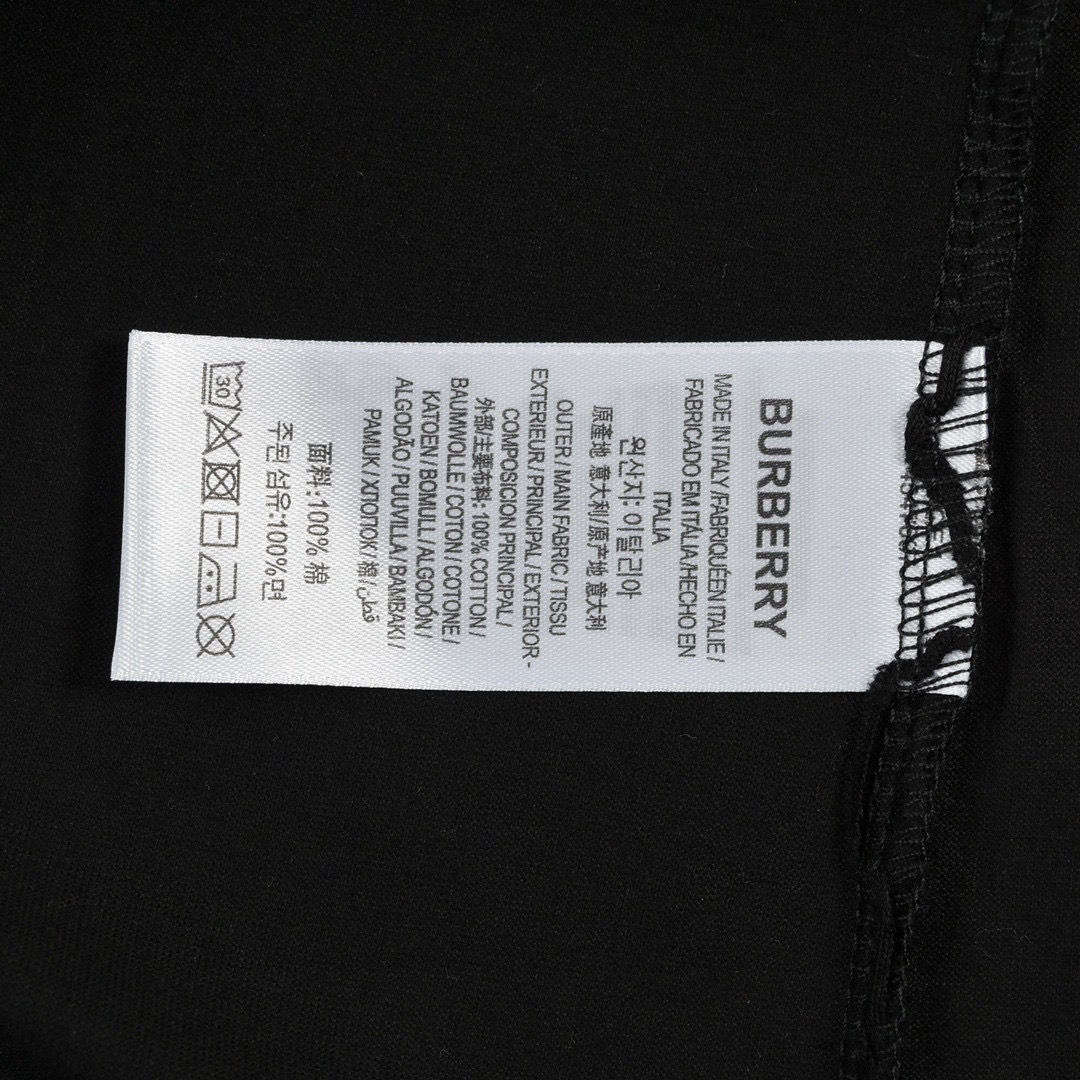 BURBERRY
MADE IN ITALY/FABRIQUÉEN ITALIE/
FABRICADO EM ITÁLIA/HECHO EN
ITALIA
원산지: 이탈리아
原產地 意大利/原产地 意大利
OUTER / MAIN FABRIC / TISSU
EXTERIEUR / PRINCIPAL / EXTERIOR-
COMPOSICION PRINCIPAL /
外部/主要布料: 100% COTTON /
BAUMWOLLE / COTON / COTONE /
KATOEN / BOMULL / ALGODÓN /
ALGODÃO / PUUVILLA / BAMBAKI /
PAMUK / ХЛОПОК / 棉 / قطن /
面料:100% 棉
주된섬유:100%면
30